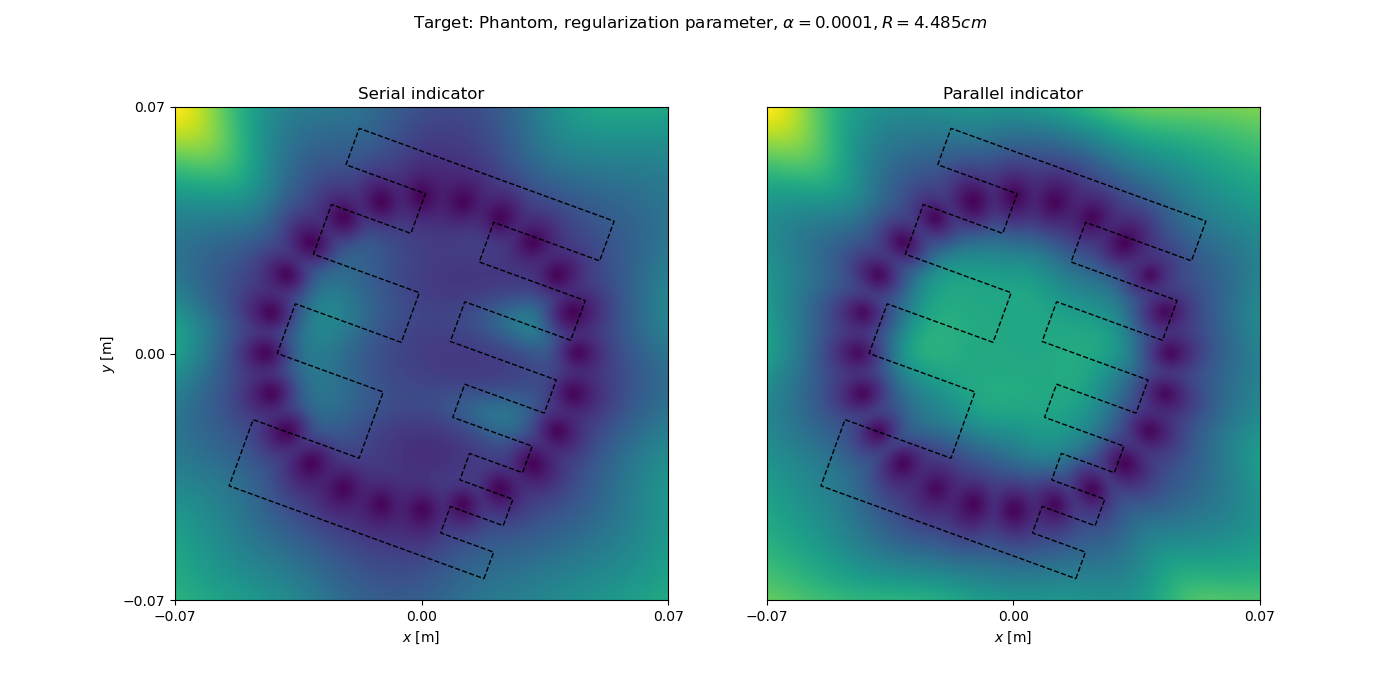 Target: Phantom, regularization parameter, α = 0.0001, R = 4.485cm
Serial indicator
Parallel indicator
0.07
0.00
−0.07
y [m]
−0.07 0.00 0.07
x [m]
−0.07 0.00 0.07
x [m]